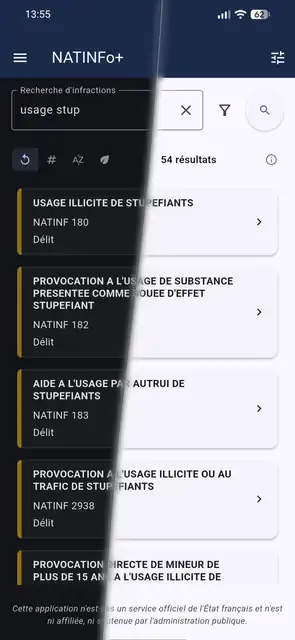 13:55
62
NATINFo+
Recherche d'infractions
usage stup
#
AZ
54 résultats
USAGE ILLICITE DE STUPEFIANTS
NATINF 180
Délit
PROVOCATION A L'USAGE DE SUBSTANCE
PRESENTEE COMME DOUEE D'EFFET
STUPEFIANT
NATINF 182
Délit
AIDE A L'USAGE PAR AUTRUI DE
STUPEFIANTS
NATINF 183
Délit
PROVOCATION A L'USAGE ILLICITE OU AU
TRAFIC DE STUPEFIANTS
NATINF 2938
Délit
PROVOCATION DIRECTE DE MINEUR DE
PLUS DE 15 ANS A L'USAGE ILLICITE DE
Cette application n'est pas un service officiel de l'État français et n'est
ni affiliée, ni soutenue par l'administration publique.